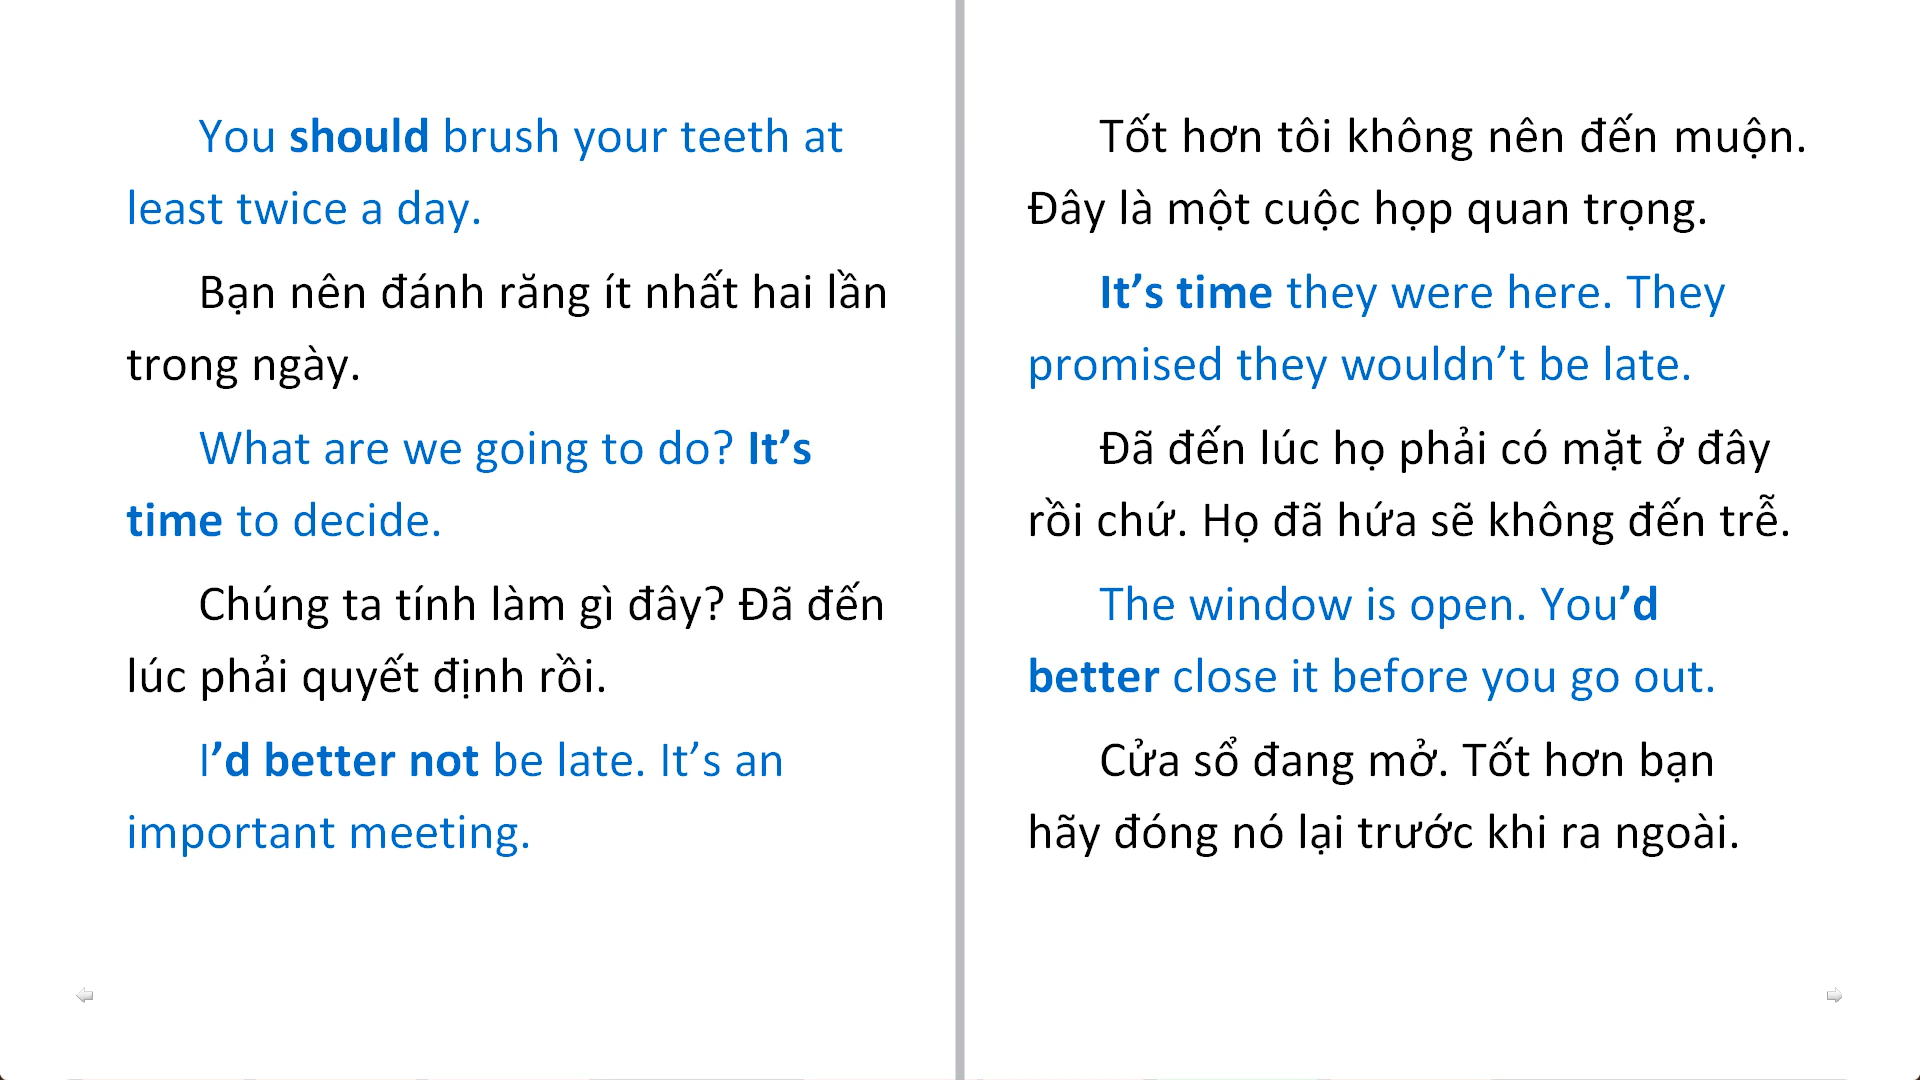 You should brush your teeth at
least twice a day.
Bạn nên đánh răng ít nhất hai lần
trong ngày.
What are we going to do? It’s
time to decide.
Chúng ta tính làm gì đây? Đã đến
lúc phải quyết định rồi.
I’d better not be late. It’s an
important meeting.
Tốt hơn tôi không nên đến muộn.
Đây là một cuộc họp quan trọng.
It’s time they were here. They
promised they wouldn’t be late.
Đã đến lúc họ phải có mặt ở đây
rồi chứ. Họ đã hứa sẽ không đến trễ.
The window is open. You’d
better close it before you go out.
Cửa sổ đang mở. Tốt hơn bạn
hãy đóng nó lại trước khi ra ngoài.